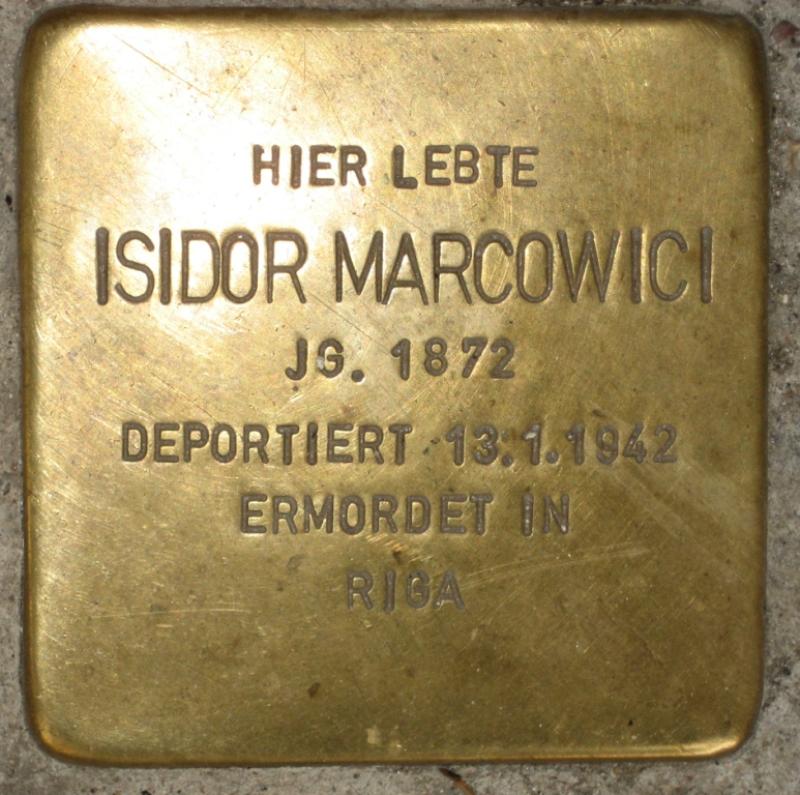 HIER LEBTE
ISIDOR MARCOWICI
JG. 1872
DEPORTIERT 13.1.1942
ERMORDET IN
RIGA